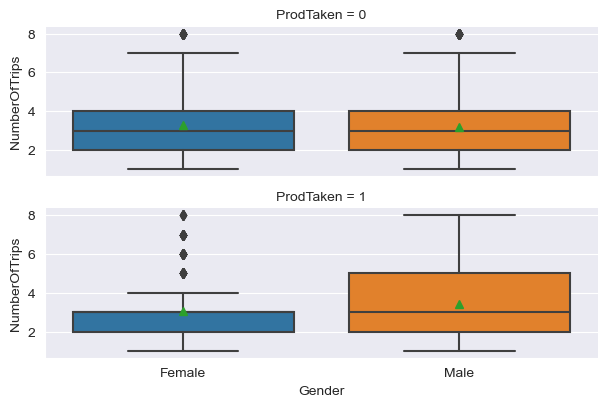 ProdTaken = 0
8
6
4
2
NumberOfTrips
ProdTaken = 1
8
6
4
2
NumberOfTrips
Female
Male
Gender